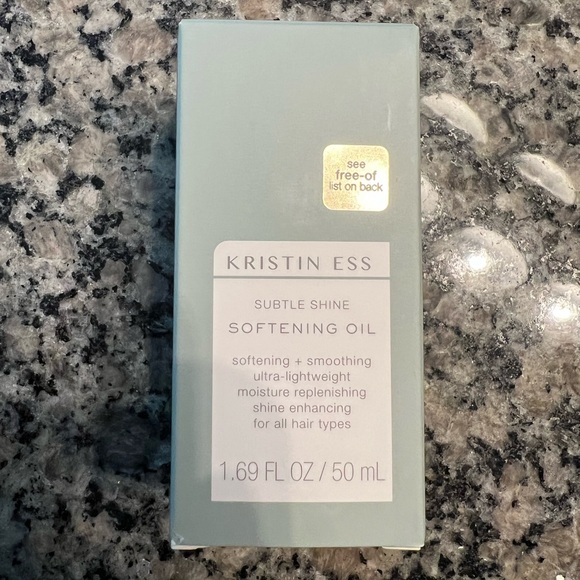 see
free-of
list on back
KRISTIN ESS
SUBTLE SHINE
SOFTENING OIL
softening + smoothing
ultra-lightweight
moisture replenishing
shine enhancing
for all hair types
1.69 FL OZ / 50 mL